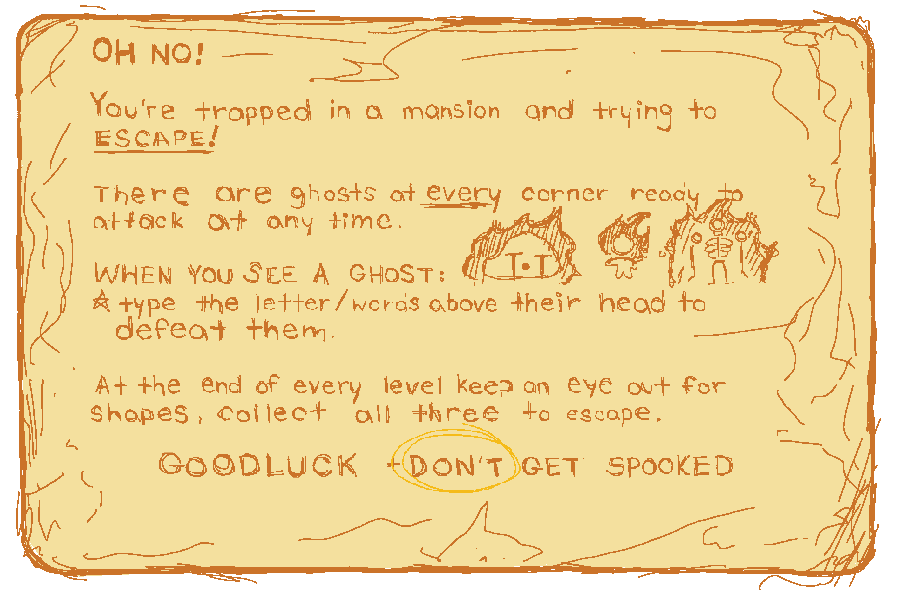 OH NO!
You're trapped in a mansion and trying to
ESCAPE!
There are ghosts at every corner ready to
attack at any time.
WHEN YOU SEE A GHOST:
☆ type the letter/words above their head to
defeat them.
At the end of every level keep an eye out for
shapes, collect all three to escape.
GOODLUCK + DON'T GET SPOOKED